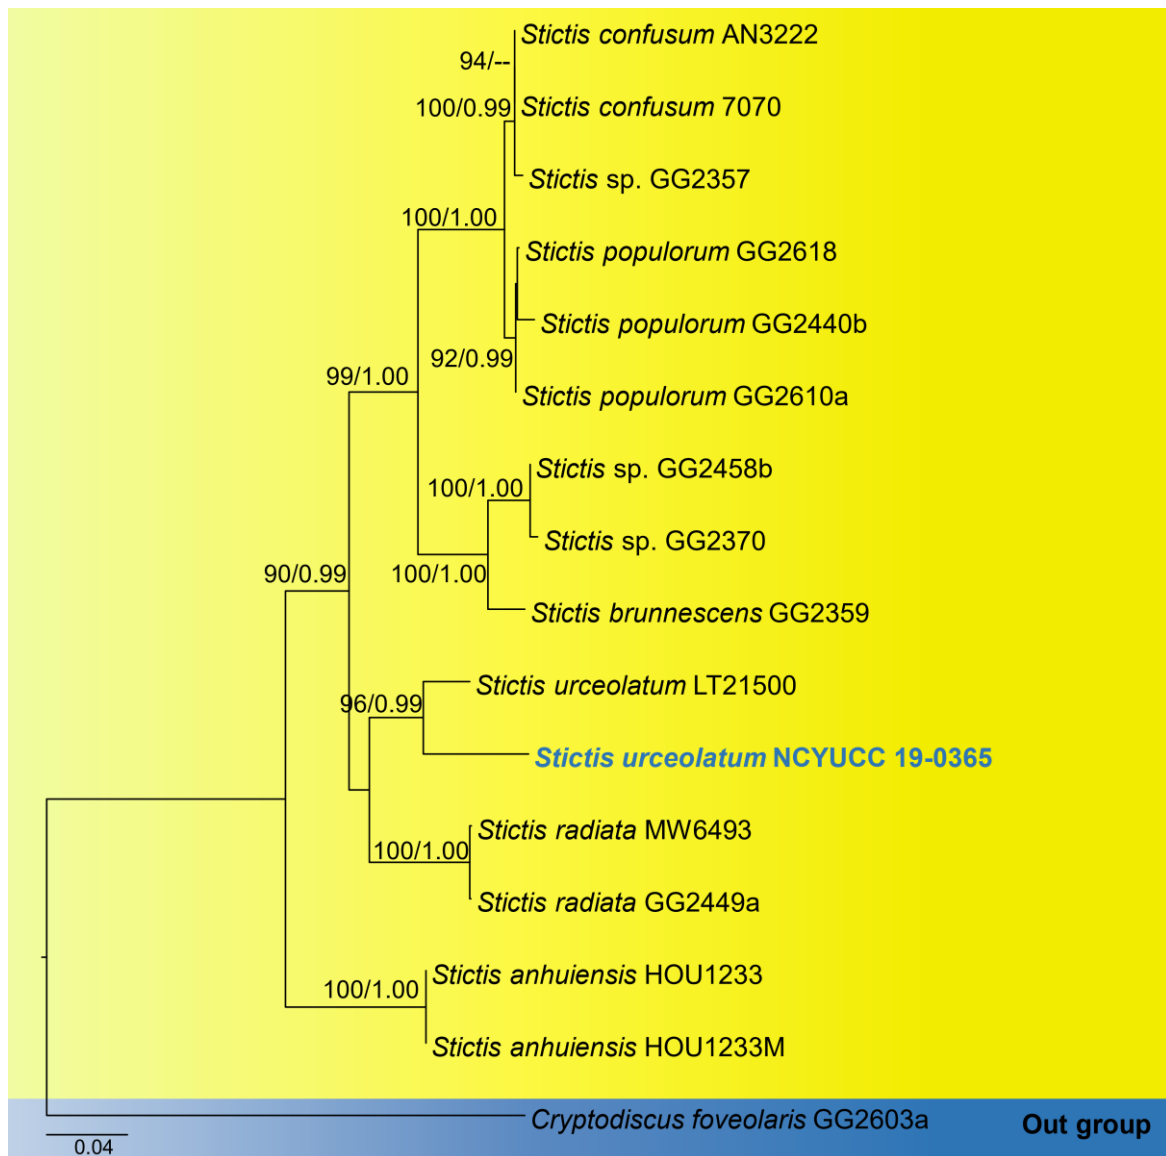 Stictis confusum AN3222
94/--
100/0.99
Stictis confusum 7070
Stictis sp. GG2357
100/1.00
Stictis populorum GG2618
Stictis populorum GG2440b
92/0.99
99/1.00
Stictis populorum GG2610a
Stictis sp. GG2458b
100/1.00
Stictis sp. GG2370
90/0.99
100/1.00
Stictis brunnescens GG2359
Stictis urceolatum LT21500
96/0.99
Stictis urceolatum NCYUCC 19-0365
Stictis radiata MW6493
100/1.00
Stictis radiata GG2449a
Stictis anhuiensis HOU1233
100/1.00
Stictis anhuiensis HOU1233M
Cryptodiscus foveolaris GG2603a
Out group
0.04